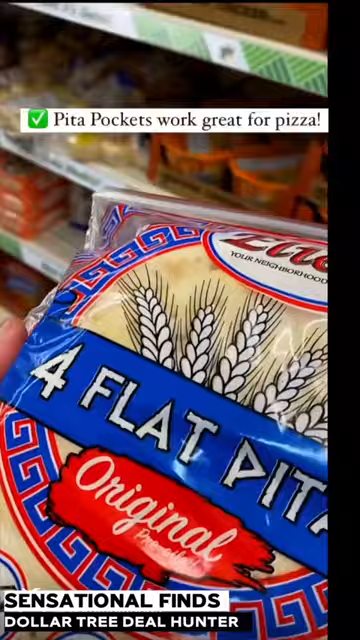 ✅ Pita Pockets work great for pizza!
YOUR NEIGHBORHOOD
4 FLAT PITA
Original
SENSATIONAL FINDS
DOLLAR TREE DEAL HUNTER